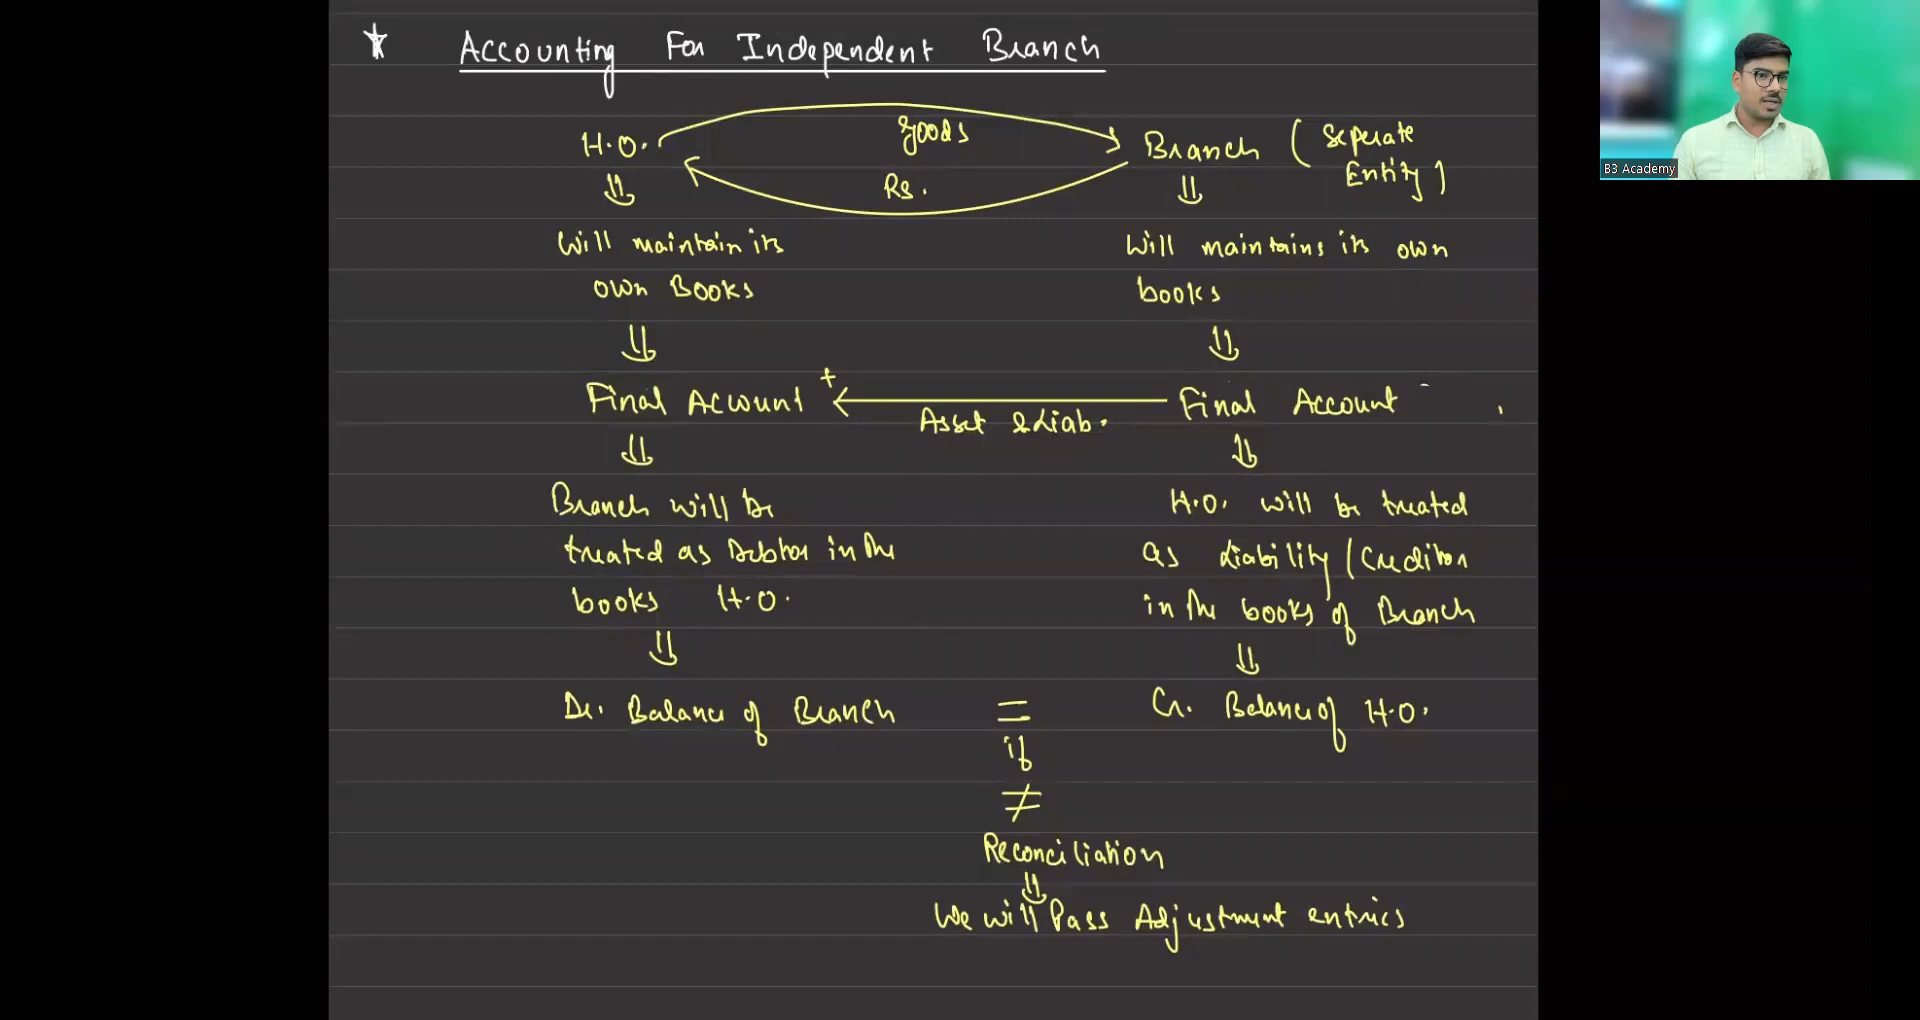 * Accounting For Independent Branch
H.O. goods Branch (Seperate
Rs. Entity)
Will maintain its
own Books
Will maintains its own
books
Final Account + Asset & Liab. Final Account
Branch will be
treated as Debtor in the
books H.O.
H.O. will be treated
as liability/Creditor
in the books of Branch
Dr. Balance of Branch = Cr. Balance of H.O.
if
≠
Reconciliation
We will Pass Adjustment entries
B3 Academy